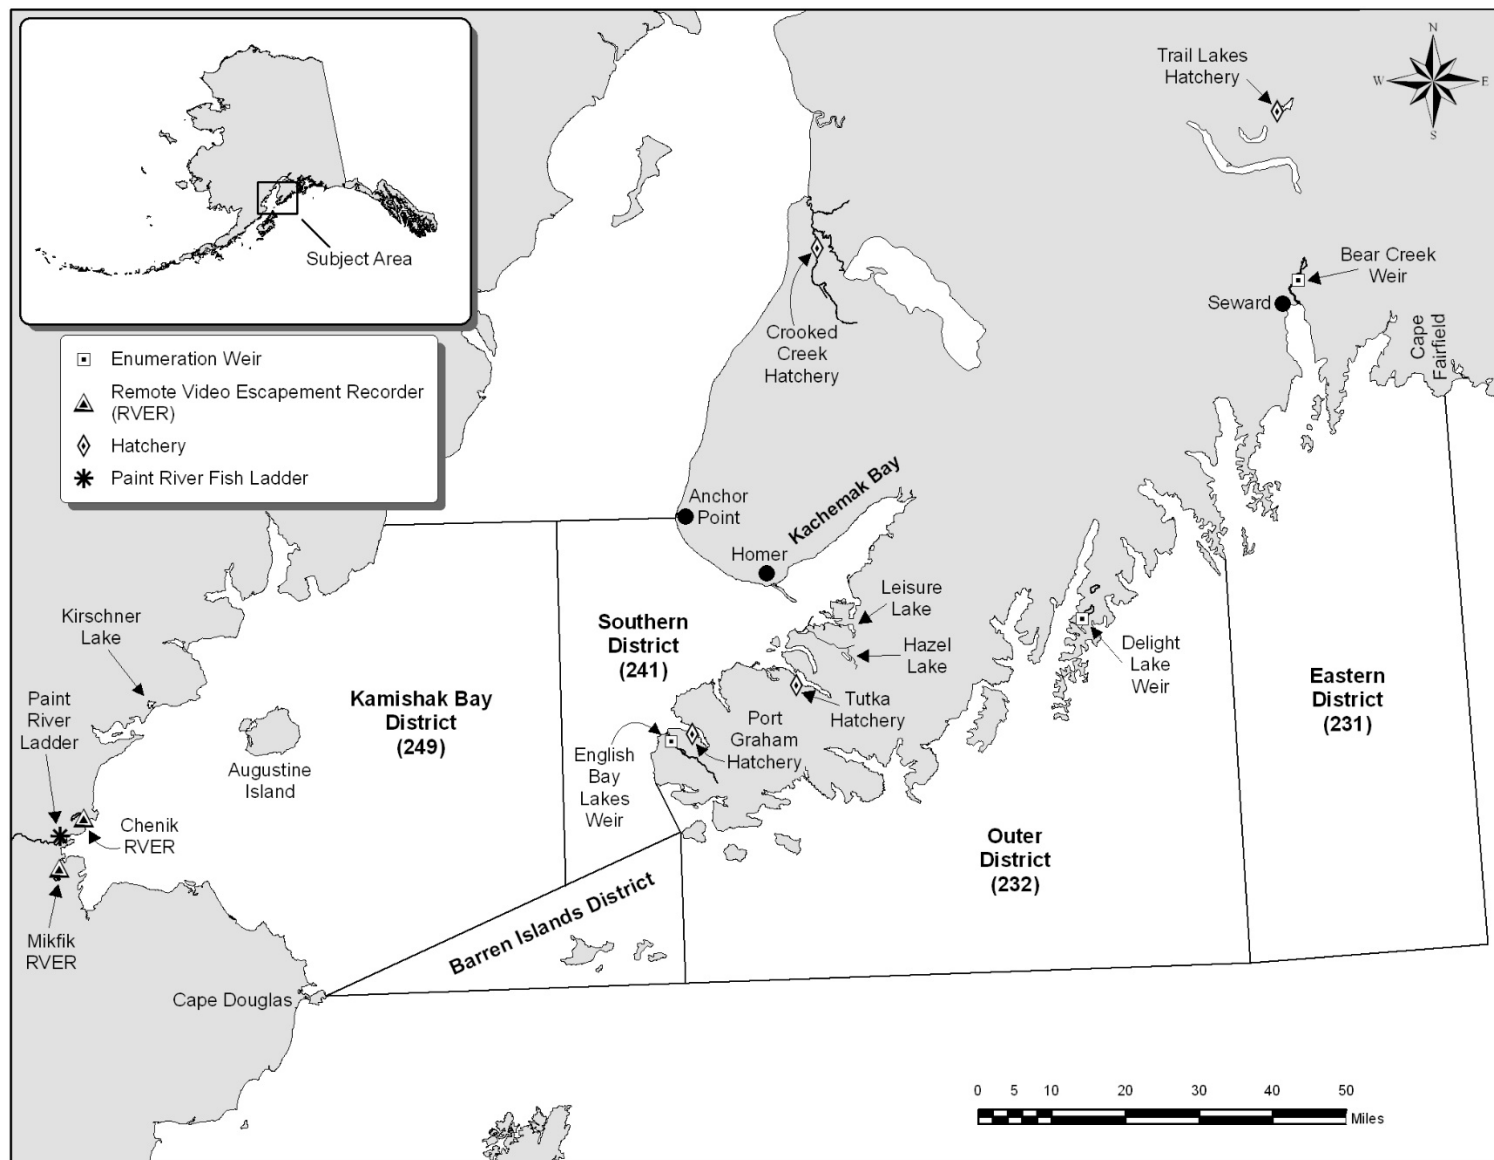 Trail Lakes
Hatchery
N
W
E
S
Subject Area
Bear Creek
Weir
Seward
Cape
Fairfield
Crooked
Creek
Hatchery
Enumeration Weir
Remote Video Escapement Recorder
(RVER)
Hatchery
Paint River Fish Ladder
Anchor
Point
Kachemak Bay
Homer
Leisure
Lake
Kirschner
Lake
Southern
District
(241)
Hazel
Lake
Delight
Lake
Weir
Eastern
District
(231)
Paint
River
Ladder
Kamishak Bay
District
(249)
Tutka
Hatchery
Port
Graham
Hatchery
English
Bay
Lakes
Weir
Augustine
Island
Chenik
RVER
Outer
District
(232)
Barren Islands District
Mikfik
RVER
Cape Douglas
0 5 10 20 30 40 50
Miles